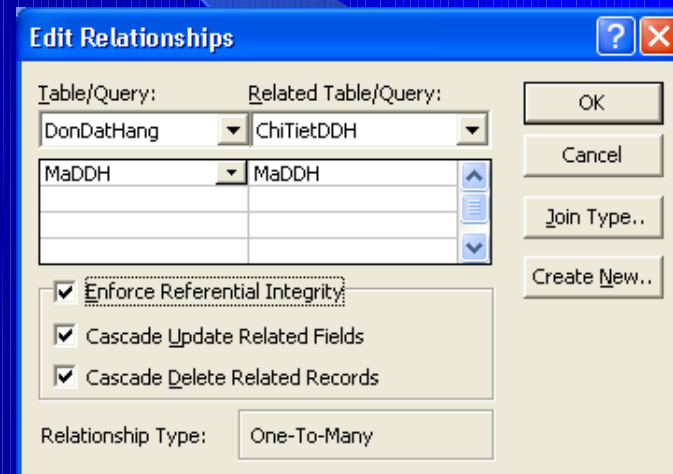 Edit Relationships
Table/Query: Related Table/Query:
DonDatHang ChiTietDDH
MaDDH MaDDH
Enforce Referential Integrity
Cascade Update Related Fields
Cascade Delete Related Records
Relationship Type: One-To-Many
OK
Cancel
Join Type..
Create New..